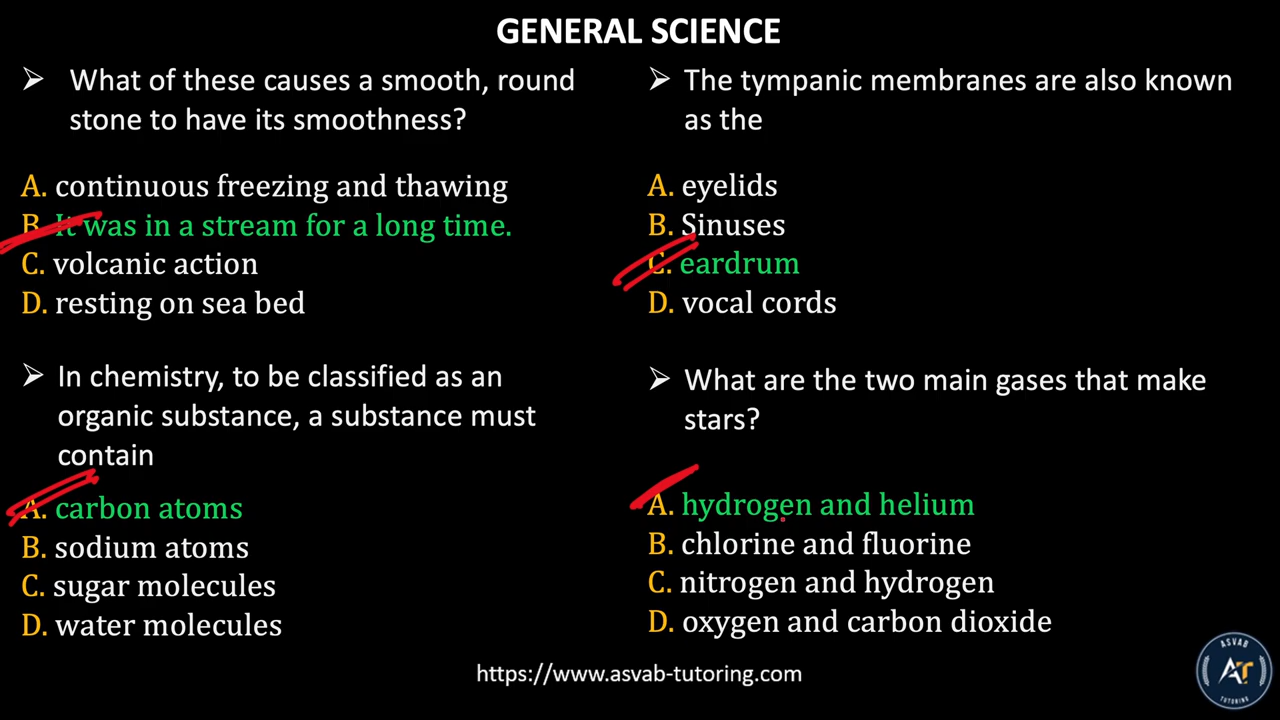 GENERAL SCIENCE
➢ What of these causes a smooth, round
stone to have its smoothness?
A. continuous freezing and thawing
B. It was in a stream for a long time.
C. volcanic action
D. resting on sea bed
➢ The tympanic membranes are also known
as the
A. eyelids
B. Sinuses
C. eardrum
D. vocal cords
➢ In chemistry, to be classified as an
organic substance, a substance must
contain
A. carbon atoms
B. sodium atoms
C. sugar molecules
D. water molecules
➢ What are the two main gases that make
stars?
A. hydrogen and helium
B. chlorine and fluorine
C. nitrogen and hydrogen
D. oxygen and carbon dioxide
https://www.asvab-tutoring.com
ASVAB
AT
TUTORING